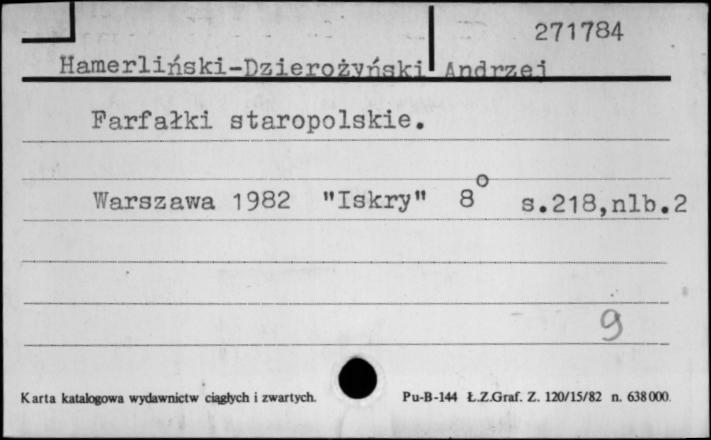 271784
Hamerliński-Dzierożyński Andrzej
Farfałki staropolskie.
Warszawa 1982 "Iskry" 8° s.218,nlb.2
9
Karta katalogowa wydawnictw ciągłych i zwartych. Pu-B-144 Ł.Z.Graf. Z. 120/15/82 n. 638000.